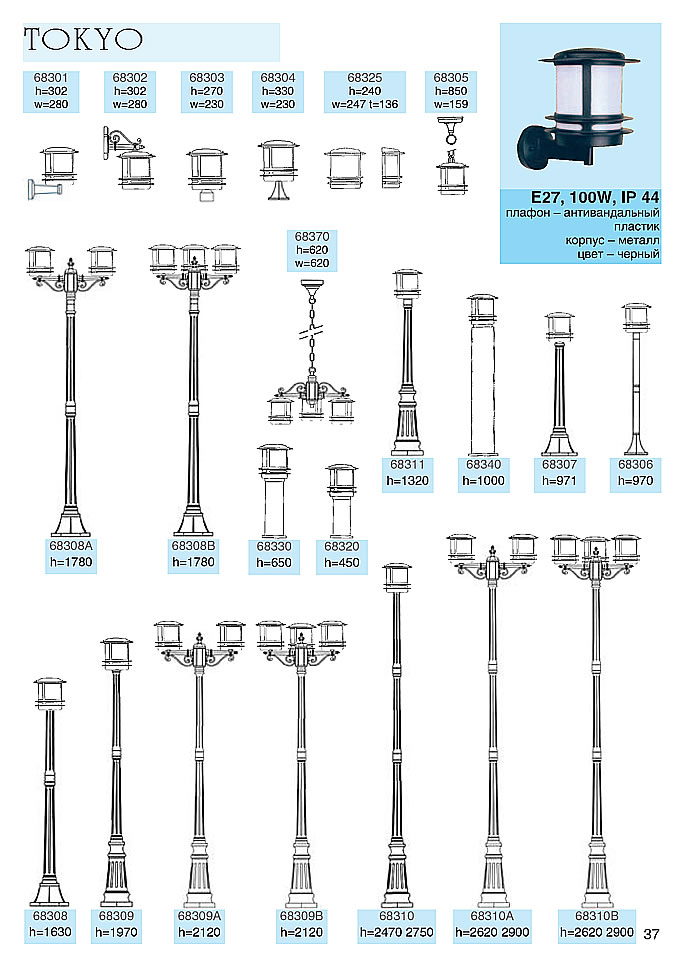 TOKYO
68301
h=302
w=280
68302
h=302
w=280
68303
h=270
w=230
68304
h=330
w=230
68325
h=240
w=247 t=136
68305
h=850
w=159
E27, 100W, IP 44
плафон – антивандальный
пластик
корпус – металл
цвет – черный
68370
h=620
w=620
68311
h=1320
68340
h=1000
68307
h=971
68306
h=970
68308A
h=1780
68308B
h=1780
68330
h=650
68320
h=450
68308
h=1630
68309
h=1970
68309A
h=2120
68309B
h=2120
68310
h=2470 2750
68310A
h=2620 2900
68310B
h=2620 2900
37